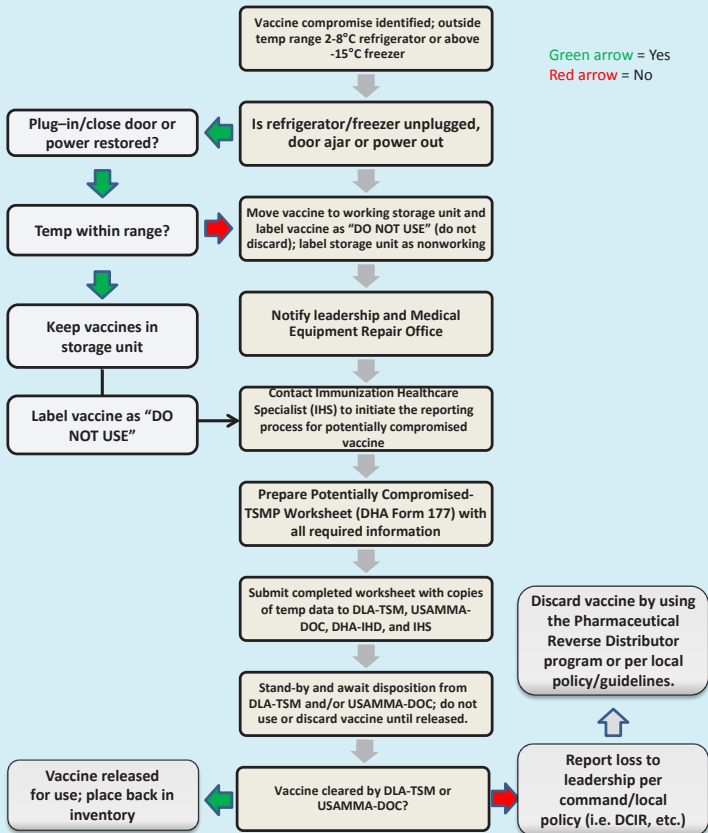 Vaccine compromise identified; outside
temp range 2-8°C refrigerator or above
-15°C freezer
Green arrow = Yes
Red arrow = No
Plug–in/close door or
power restored?
Is refrigerator/freezer unplugged,
door ajar or power out
Temp within range?
Move vaccine to working storage unit and
label vaccine as “DO NOT USE” (do not
discard); label storage unit as nonworking
Keep vaccines in
storage unit
Notify leadership and Medical
Equipment Repair Office
Label vaccine as “DO
NOT USE”
Contact Immunization Healthcare
Specialist (IHS) to initiate the reporting
process for potentially compromised
vaccine
Prepare Potentially Compromised-
TSMP Worksheet (DHA Form 177) with
all required information
Submit completed worksheet with copies
of temp data to DLA-TSM, USAMMA-
DOC, DHA-IHD, and IHS
Discard vaccine by using
the Pharmaceutical
Reverse Distributor
program or per local
policy/guidelines.
Stand-by and await disposition from
DLA-TSM and/or USAMMA-DOC; do not
use or discard vaccine until released.
Vaccine released
for use; place back in
inventory
Vaccine cleared by DLA-TSM or
USAMMA-DOC?
Report loss to
leadership per
command/local
policy (i.e. DCIR, etc.)